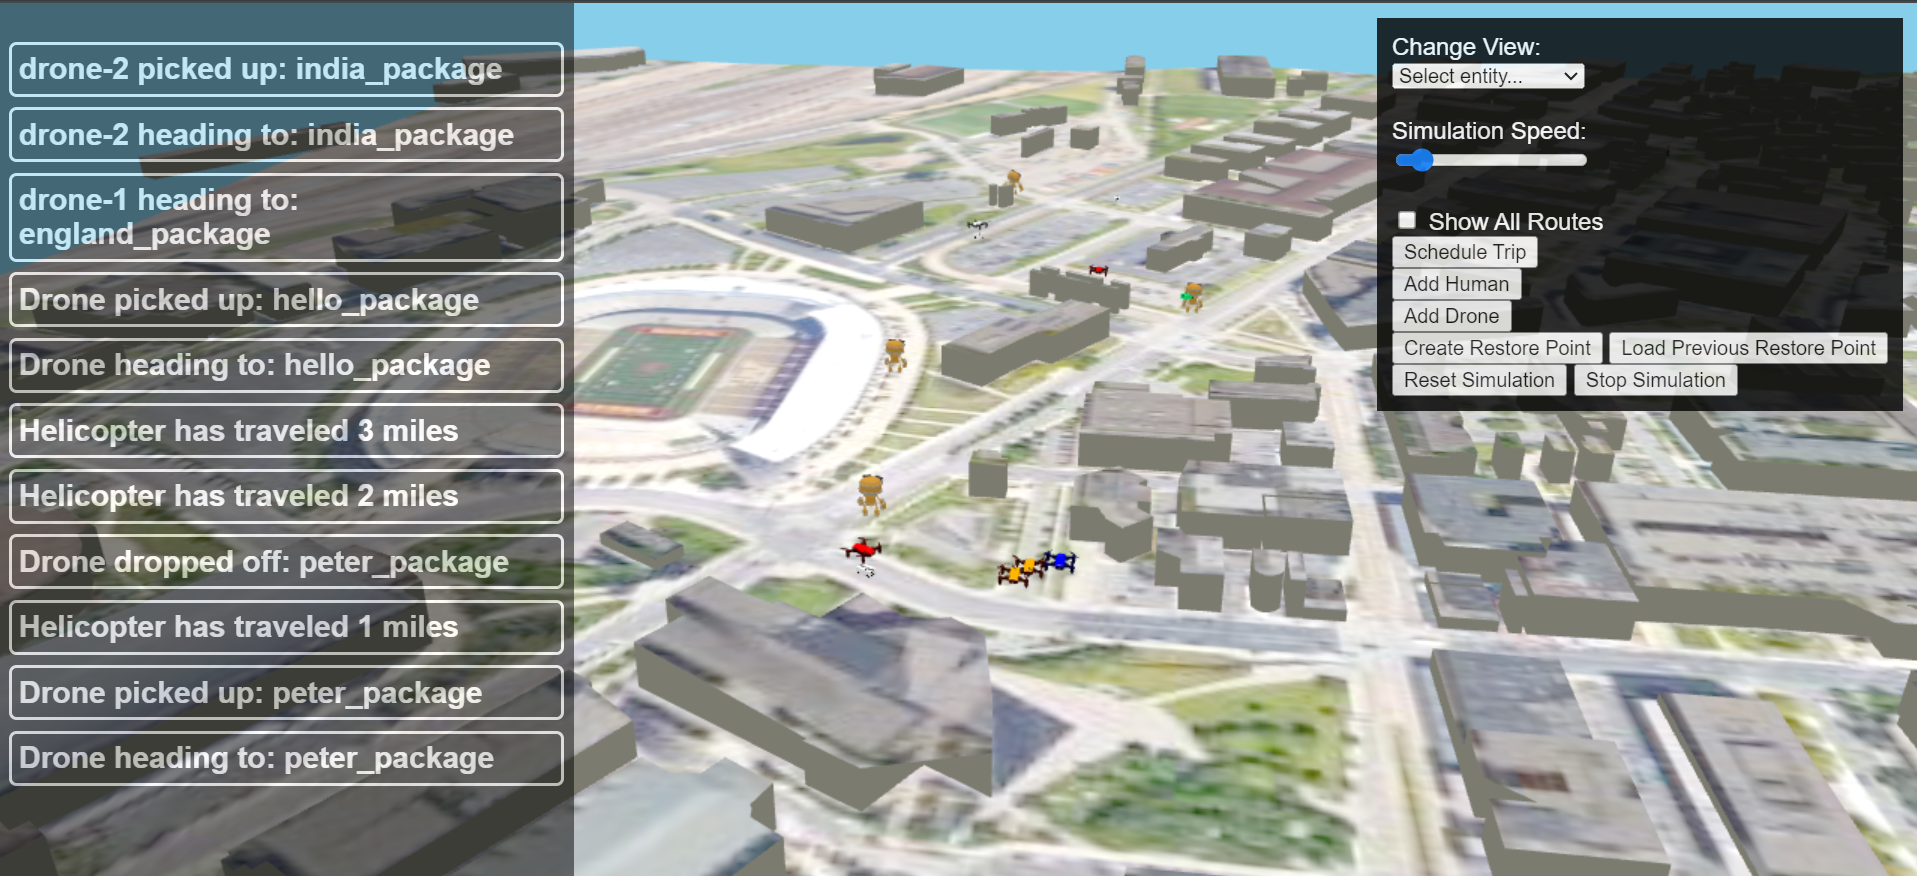 drone-2 picked up: india_package
drone-2 heading to: india_package
drone-1 heading to:
england_package
Drone picked up: hello_package
Drone heading to: hello_package
Helicopter has traveled 3 miles
Helicopter has traveled 2 miles
Drone dropped off: peter_package
Helicopter has traveled 1 miles
Drone picked up: peter_package
Drone heading to: peter_package
Change View:
Select entity...
Simulation Speed:
Show All Routes
Schedule Trip
Add Human
Add Drone
Create Restore Point Load Previous Restore Point
Reset Simulation Stop Simulation